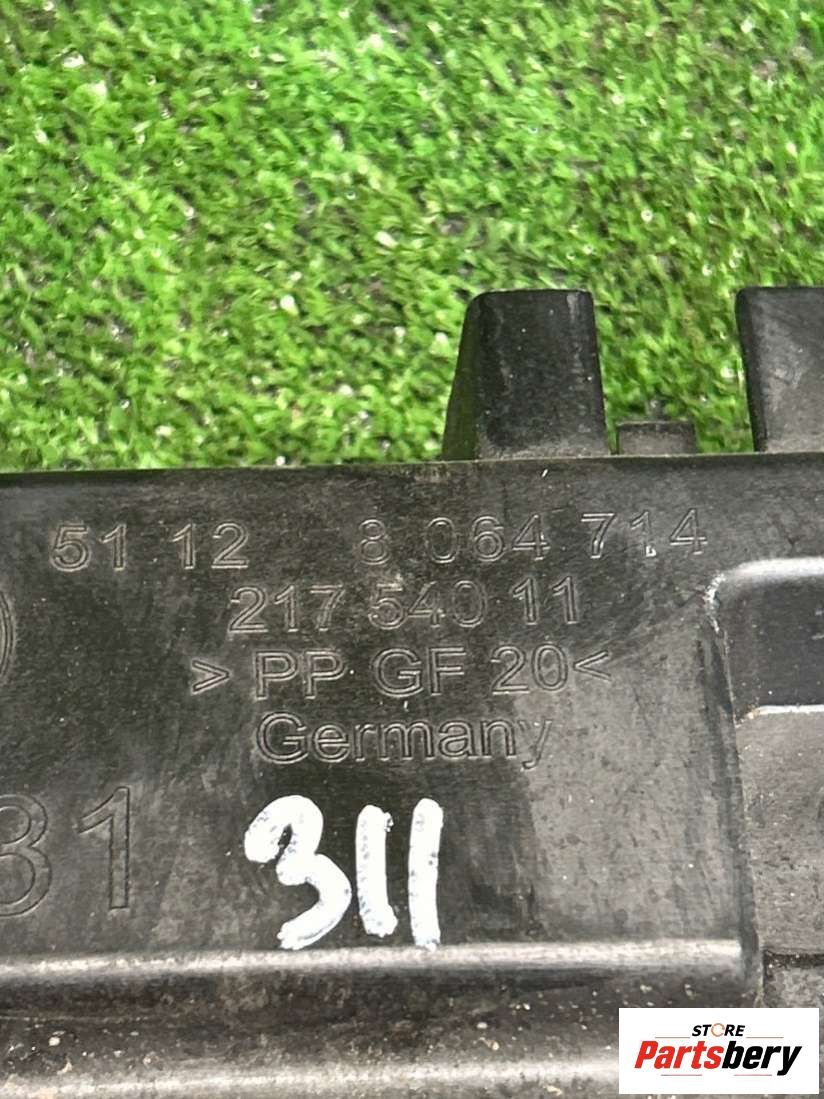 51 12 8 064 714
217 540 11
> PP GF 20<
Germany
31
311
STORE
Partsbery